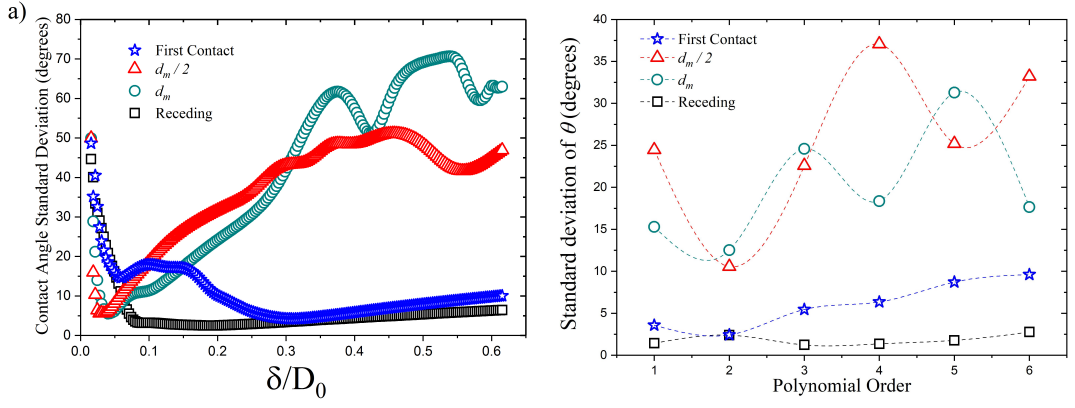 a)
Contact Angle Standard Deviation (degrees)
80
70
60
50
40
30
20
10
0
First Contact
d_m / 2
d_m
Receding
0.0 0.1 0.2 0.3 0.4 0.5 0.6
δ/D₀
Standard deviation of θ (degrees)
40
35
30
25
20
15
10
5
0
First Contact
d_m / 2
d_m
Receding
1 2 3 4 5 6
Polynomial Order